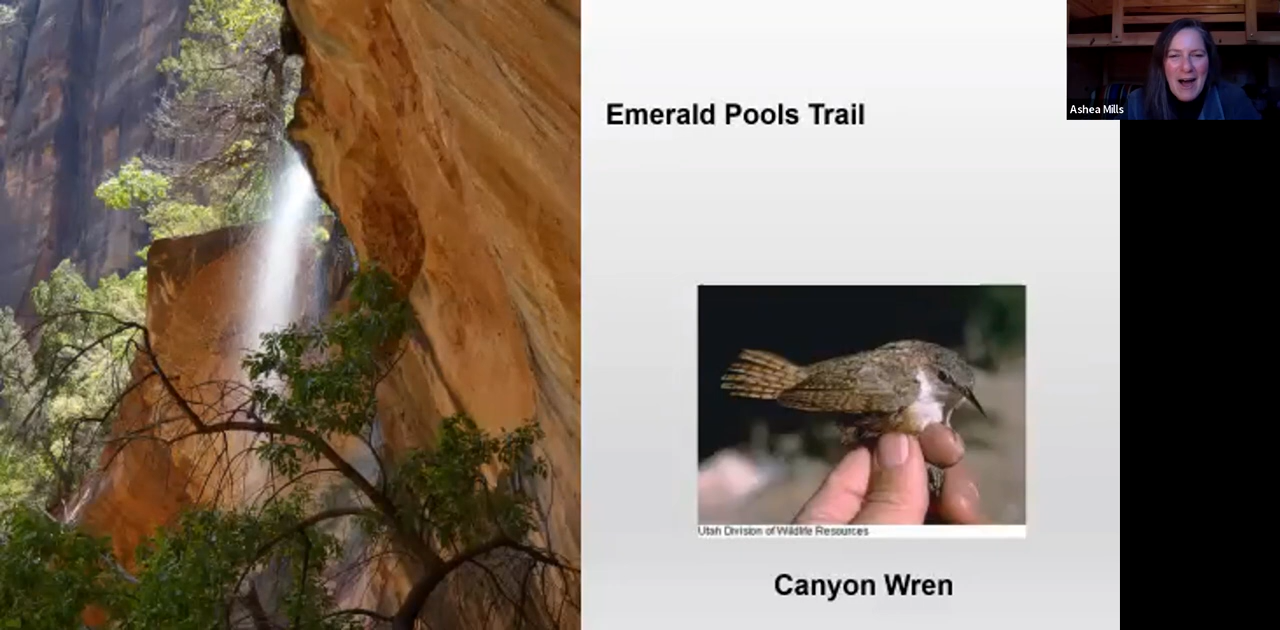 Emerald Pools Trail
Ashea Mills
Utah Division of Wildlife Resources
Canyon Wren